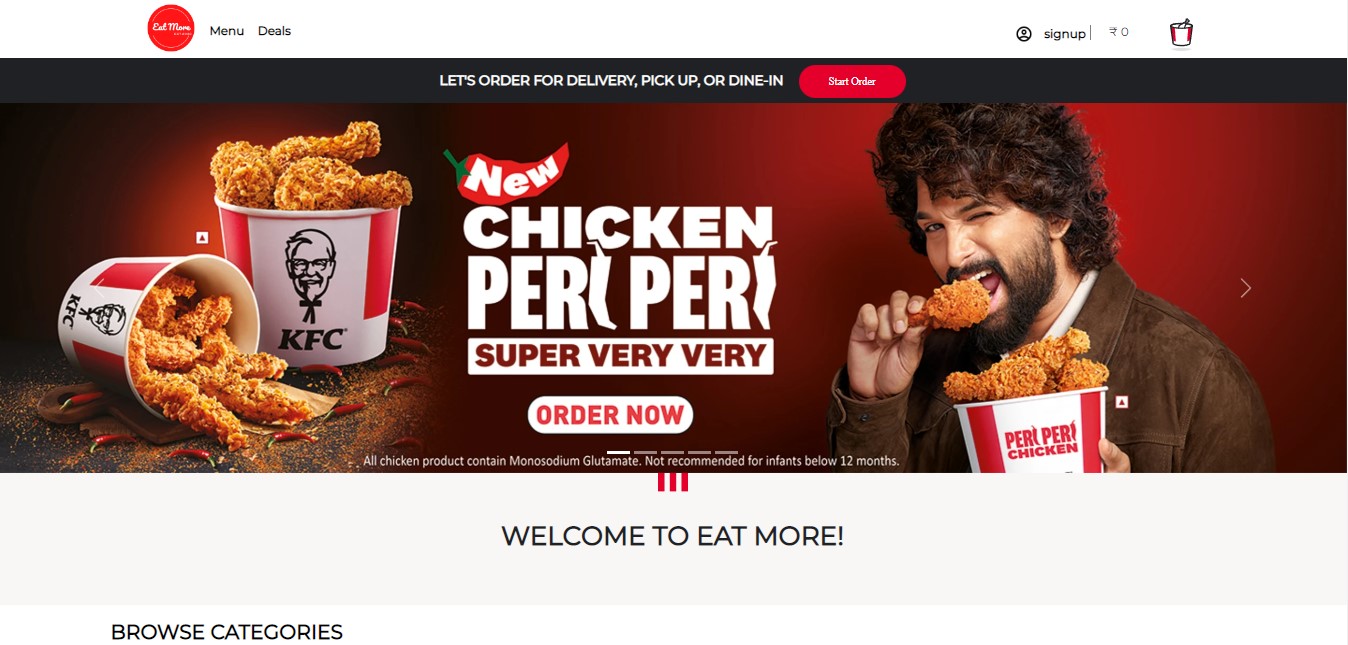 Eat More
Menu
Deals
signup
₹ 0
LET'S ORDER FOR DELIVERY, PICK UP, OR DINE-IN
Start Order
New
CHICKEN
PERI PERI
SUPER VERY VERY
ORDER NOW
KFC
KFC
PERI PERI
CHICKEN
All chicken product contain Monosodium Glutamate. Not recommended for infants below 12 months.
WELCOME TO EAT MORE!
BROWSE CATEGORIES